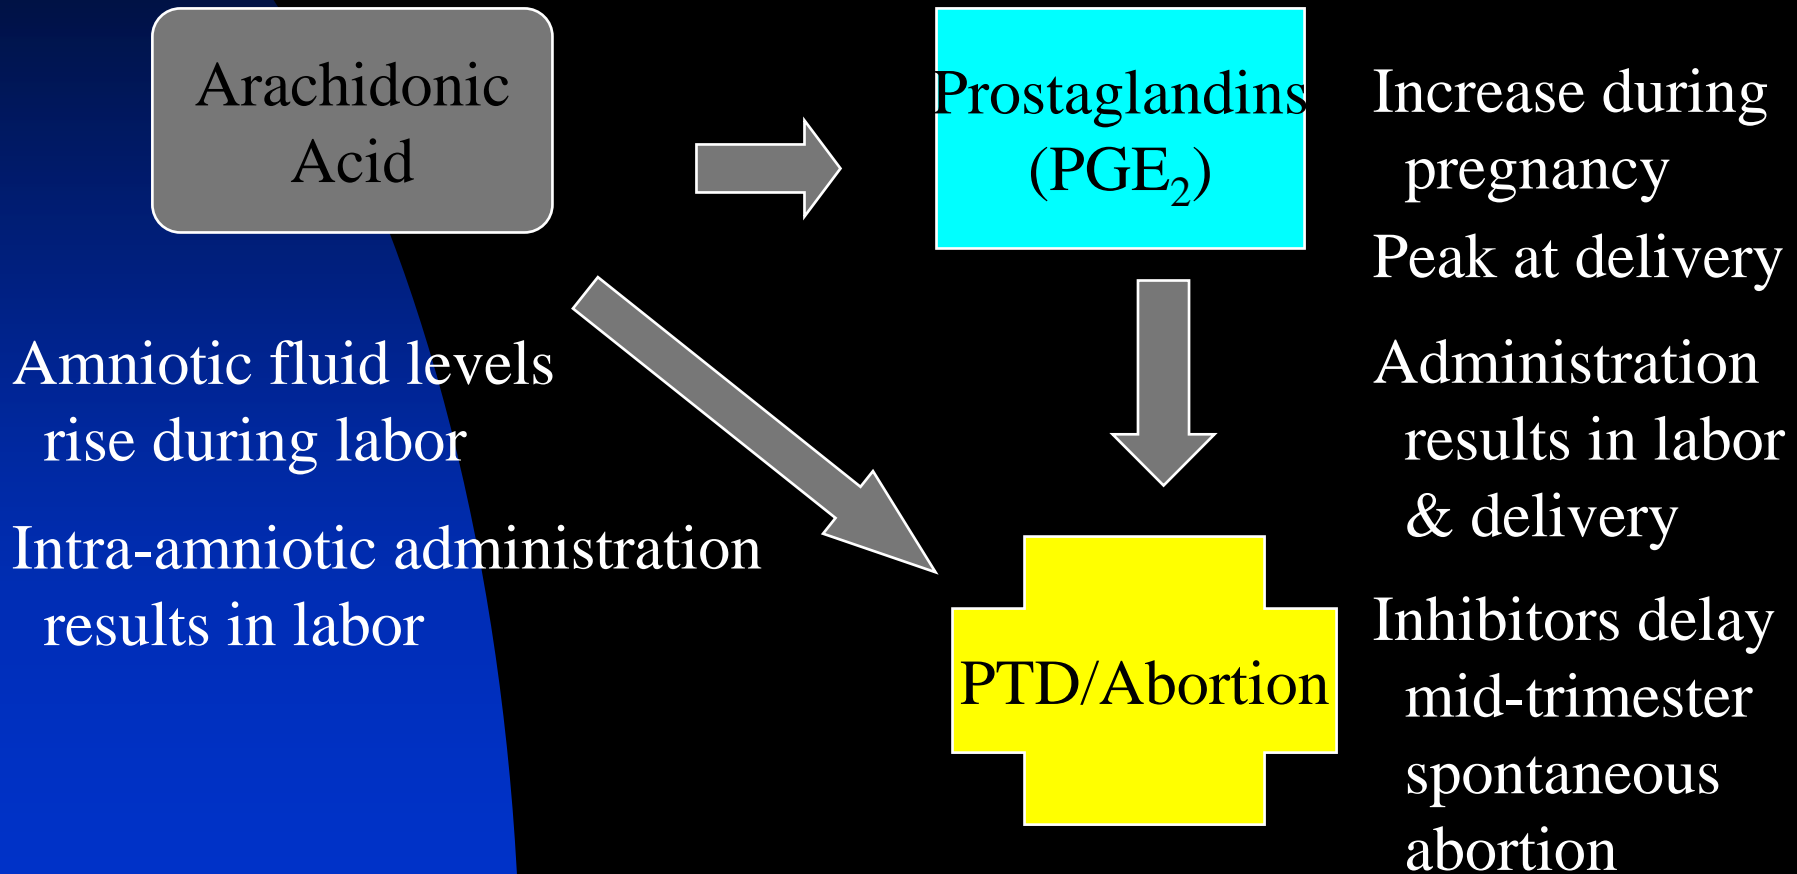 Arachidonic
Acid
Prostaglandins
(PGE₂)
Increase during
pregnancy
Peak at delivery
Administration
results in labor
& delivery
Inhibitors delay
mid-trimester
spontaneous
abortion
Amniotic fluid levels
rise during labor
Intra-amniotic administration
results in labor
PTD/Abortion